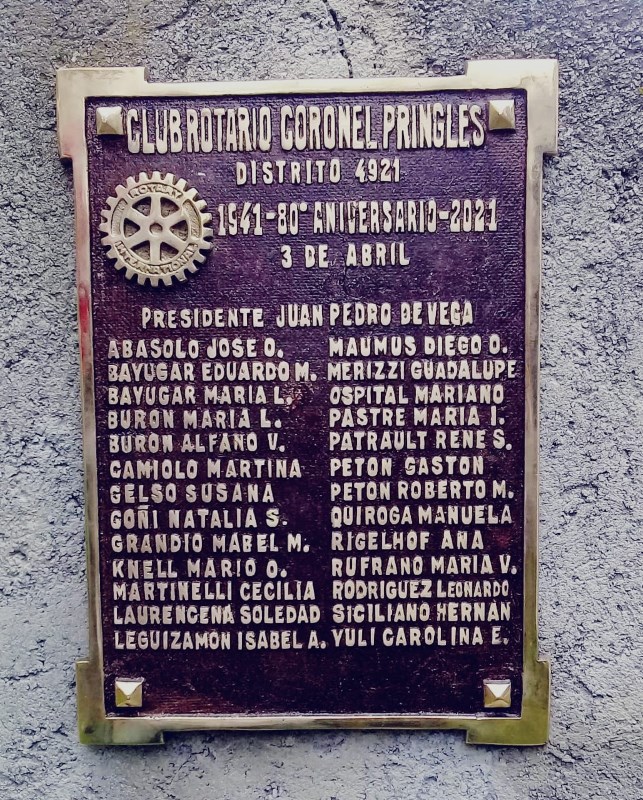 CLUB ROTARIO CORONEL PRINGLES
DISTRITO 4921
ROTARY
INTERNATIONAL
1941-80° ANIVERSARIO-2021
3 DE ABRIL
PRESIDENTE JUAN PEDRO DE VEGA
ABASOLO JOSE O.
BAYUGAR EDUARDO M.
BAYUGAR MARIA L.
BURON MARIA L.
BURON ALFANO V.
CAMIOLO MARTINA
GELSO SUSANA
GOÑI NATALIA S.
GRANDIO MABEL M.
KNELL MARIO O.
MARTINELLI CECILIA
LAURENCENA SOLEDAD
LEGUIZAMON ISABEL A.
MAUMUS DIEGO O.
MERIZZI GUADALUPE
OSPITAL MARIANO
PASTRE MARIA I.
PATRAULT RENE S.
PETON GASTON
PETON ROBERTO M.
QUIROGA MANUELA
RIGELHOF ANA
RUFRANO MARIA V.
RODRIGUEZ LEONARDO
SICILIANO HERNAN
YULI CAROLINA E.